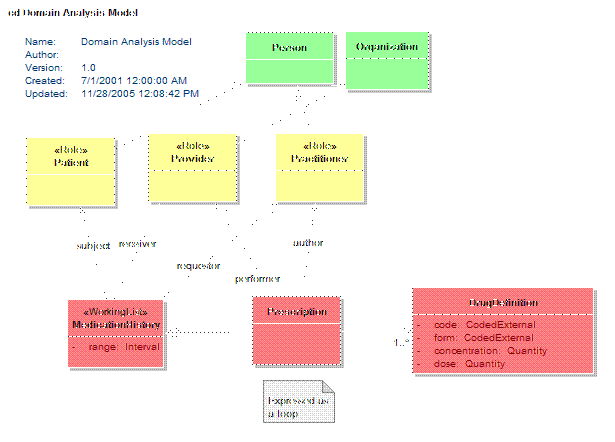 cd Domain Analysis Model
Name: Domain Analysis Model
Author:
Version: 1.0
Created: 7/1/2001 12:00:00 AM
Updated: 11/28/2005 12:08:42 PM
Person
Organization
«Role»
Patient
«Role»
Provider
«Role»
Practitioner
subject
receiver
requestor
performer
author
«WorkingList»
MedicationHistory
- range: Interval
Prescription
DrugDefinition
- code: CodedExternal
- form: CodedExternal
- concentration: Quantity
- dose: Quantity
1..*
Expressed as
a loop